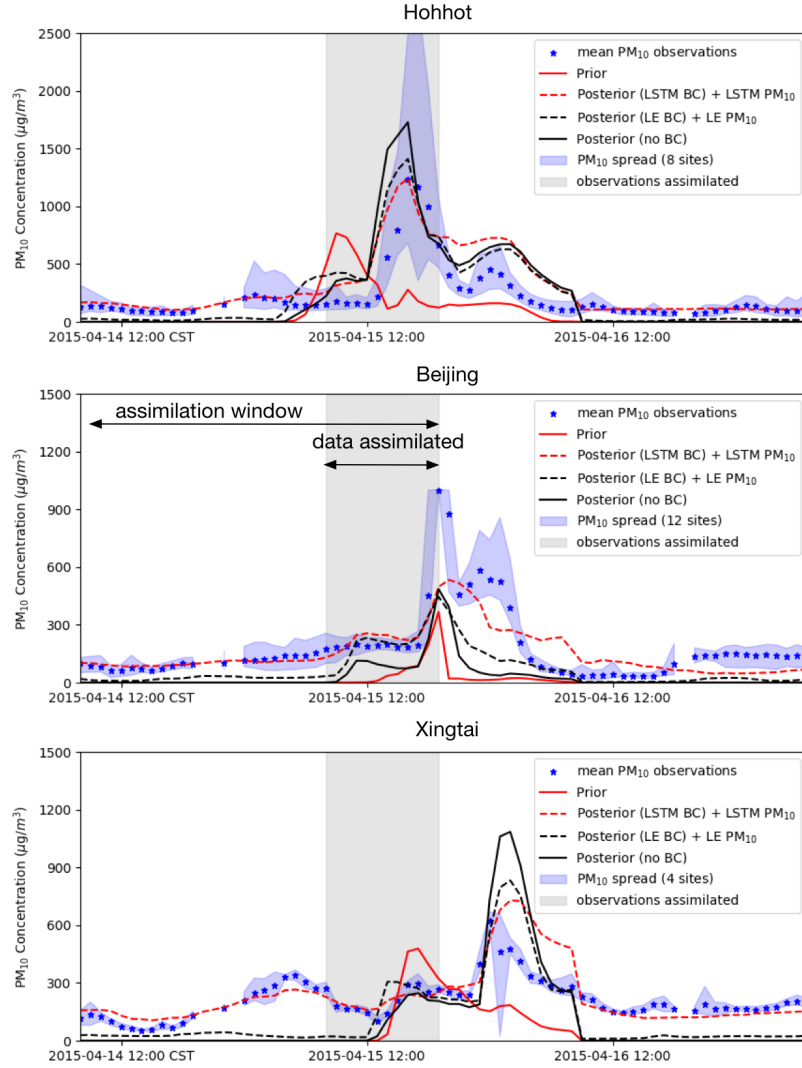 Hohhot
2500
2000
1500
1000
500
0
PM10 Concentration (μg/m³)
mean PM10 observations
Prior
Posterior (LSTM BC) + LSTM PM10
Posterior (LE BC) + LE PM10
Posterior (no BC)
PM10 spread (8 sites)
observations assimilated
2015-04-14 12:00 CST
2015-04-15 12:00
2015-04-16 12:00
Beijing
1500
1200
900
600
300
0
PM10 Concentration (μg/m³)
assimilation window
data assimilated
mean PM10 observations
Prior
Posterior (LSTM BC) + LSTM PM10
Posterior (LE BC) + LE PM10
Posterior (no BC)
PM10 spread (12 sites)
observations assimilated
2015-04-14 12:00 CST
2015-04-15 12:00
2015-04-16 12:00
Xingtai
1500
1200
900
600
300
0
PM10 Concentration (μg/m³)
mean PM10 observations
Prior
Posterior (LSTM BC) + LSTM PM10
Posterior (LE BC) + LE PM10
Posterior (no BC)
PM10 spread (4 sites)
observations assimilated
2015-04-14 12:00 CST
2015-04-15 12:00
2015-04-16 12:00